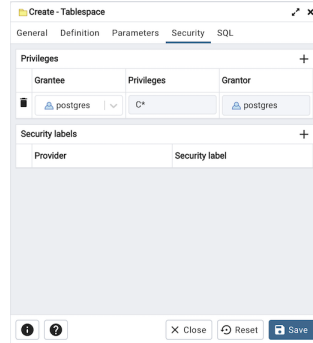 Create - Tablespace
General Definition Parameters Security SQL
Privileges
Grantee Privileges Grantor
postgres C* postgres
Security labels
Provider Security label
Close Reset Save